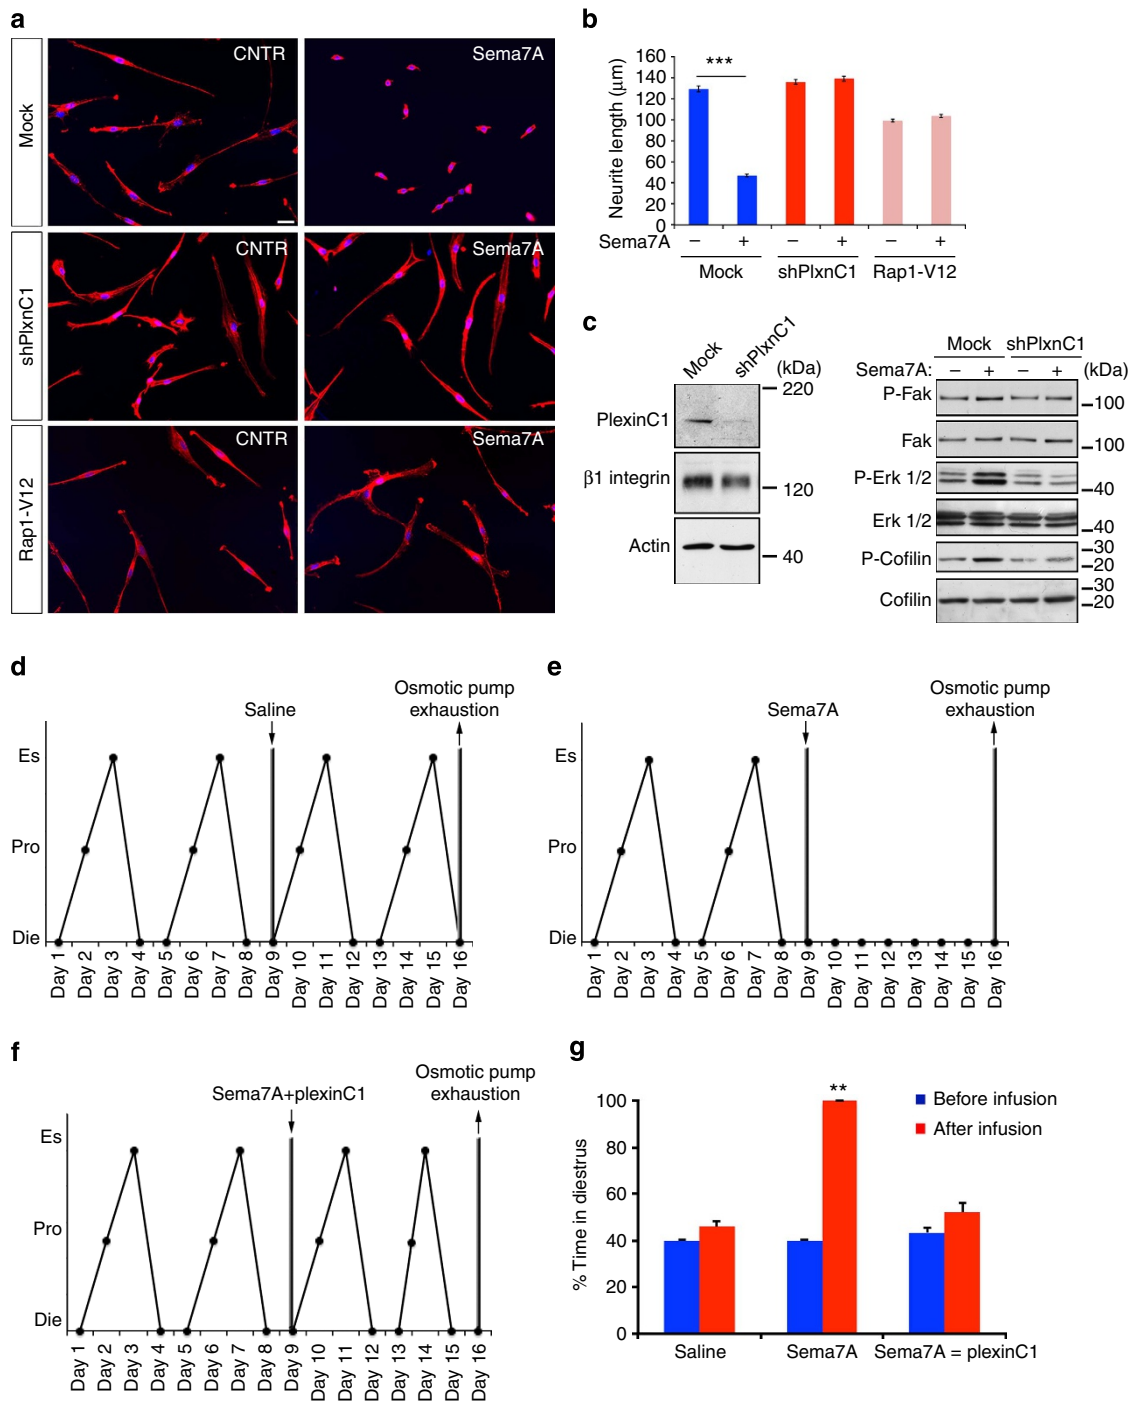 a
CNTR
Sema7A
Mock
CNTR
Sema7A
shPlxnC1
CNTR
Sema7A
Rap1-V12
b
Neurite length (μm)
160
140
120
100
80
60
40
20
0
Sema7A – + – + – +
Mock shPlxnC1 Rap1-V12
***
c
Mock shPlxnC1 (kDa)
220
PlexinC1
β1 integrin
120
Actin
40
Mock shPlxnC1
Sema7A: – + – + (kDa)
P-Fak 100
Fak 100
P-Erk 1/2 40
Erk 1/2 40
P-Cofilin 30
20
Cofilin 30
20
d
Saline
Osmotic pump
exhaustion
Es
Pro
Die
Day 1 Day 2 Day 3 Day 4 Day 5 Day 6 Day 7 Day 8 Day 9 Day 10 Day 11 Day 12 Day 13 Day 14 Day 15 Day 16
e
Sema7A
Osmotic pump
exhaustion
Es
Pro
Die
Day 1 Day 2 Day 3 Day 4 Day 5 Day 6 Day 7 Day 8 Day 9 Day 10 Day 11 Day 12 Day 13 Day 14 Day 15 Day 16
f
Sema7A+plexinC1
Osmotic pump
exhaustion
Es
Pro
Die
Day 1 Day 2 Day 3 Day 4 Day 5 Day 6 Day 7 Day 8 Day 9 Day 10 Day 11 Day 12 Day 13 Day 14 Day 15 Day 16
g
% Time in diestrus
100
80
60
40
20
0
**
Before infusion
After infusion
Saline Sema7A Sema7A = plexinC1